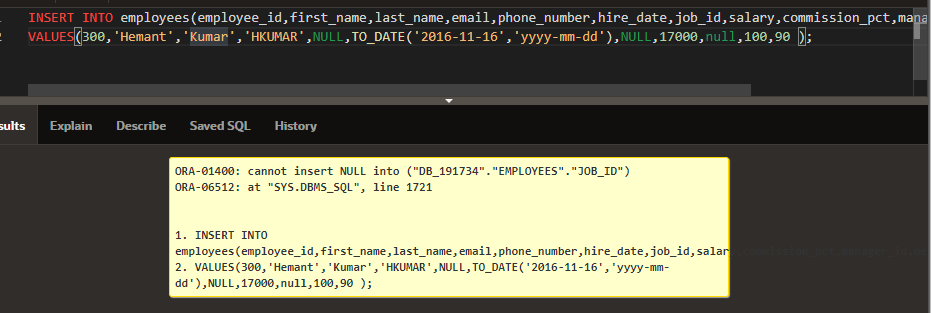 INSERT INTO employees(employee_id,first_name,last_name,email,phone_number,hire_date,job_id,salary,commission_pct,mana
2 VALUES(300,'Hemant','Kumar','HKUMAR',NULL,TO_DATE('2016-11-16','yyyy-mm-dd'),NULL,17000,null,100,90 );
sults Explain Describe Saved SQL History
ORA-01400: cannot insert NULL into ("DB_191734"."EMPLOYEES"."JOB_ID")
ORA-06512: at "SYS.DBMS_SQL", line 1721
1. INSERT INTO
employees(employee_id,first_name,last_name,email,phone_number,hire_date,job_id,salary,commission_pct,
2. VALUES(300,'Hemant','Kumar','HKUMAR',NULL,TO_DATE('2016-11-16','yyyy-mm-
dd'),NULL,17000,null,100,90 );